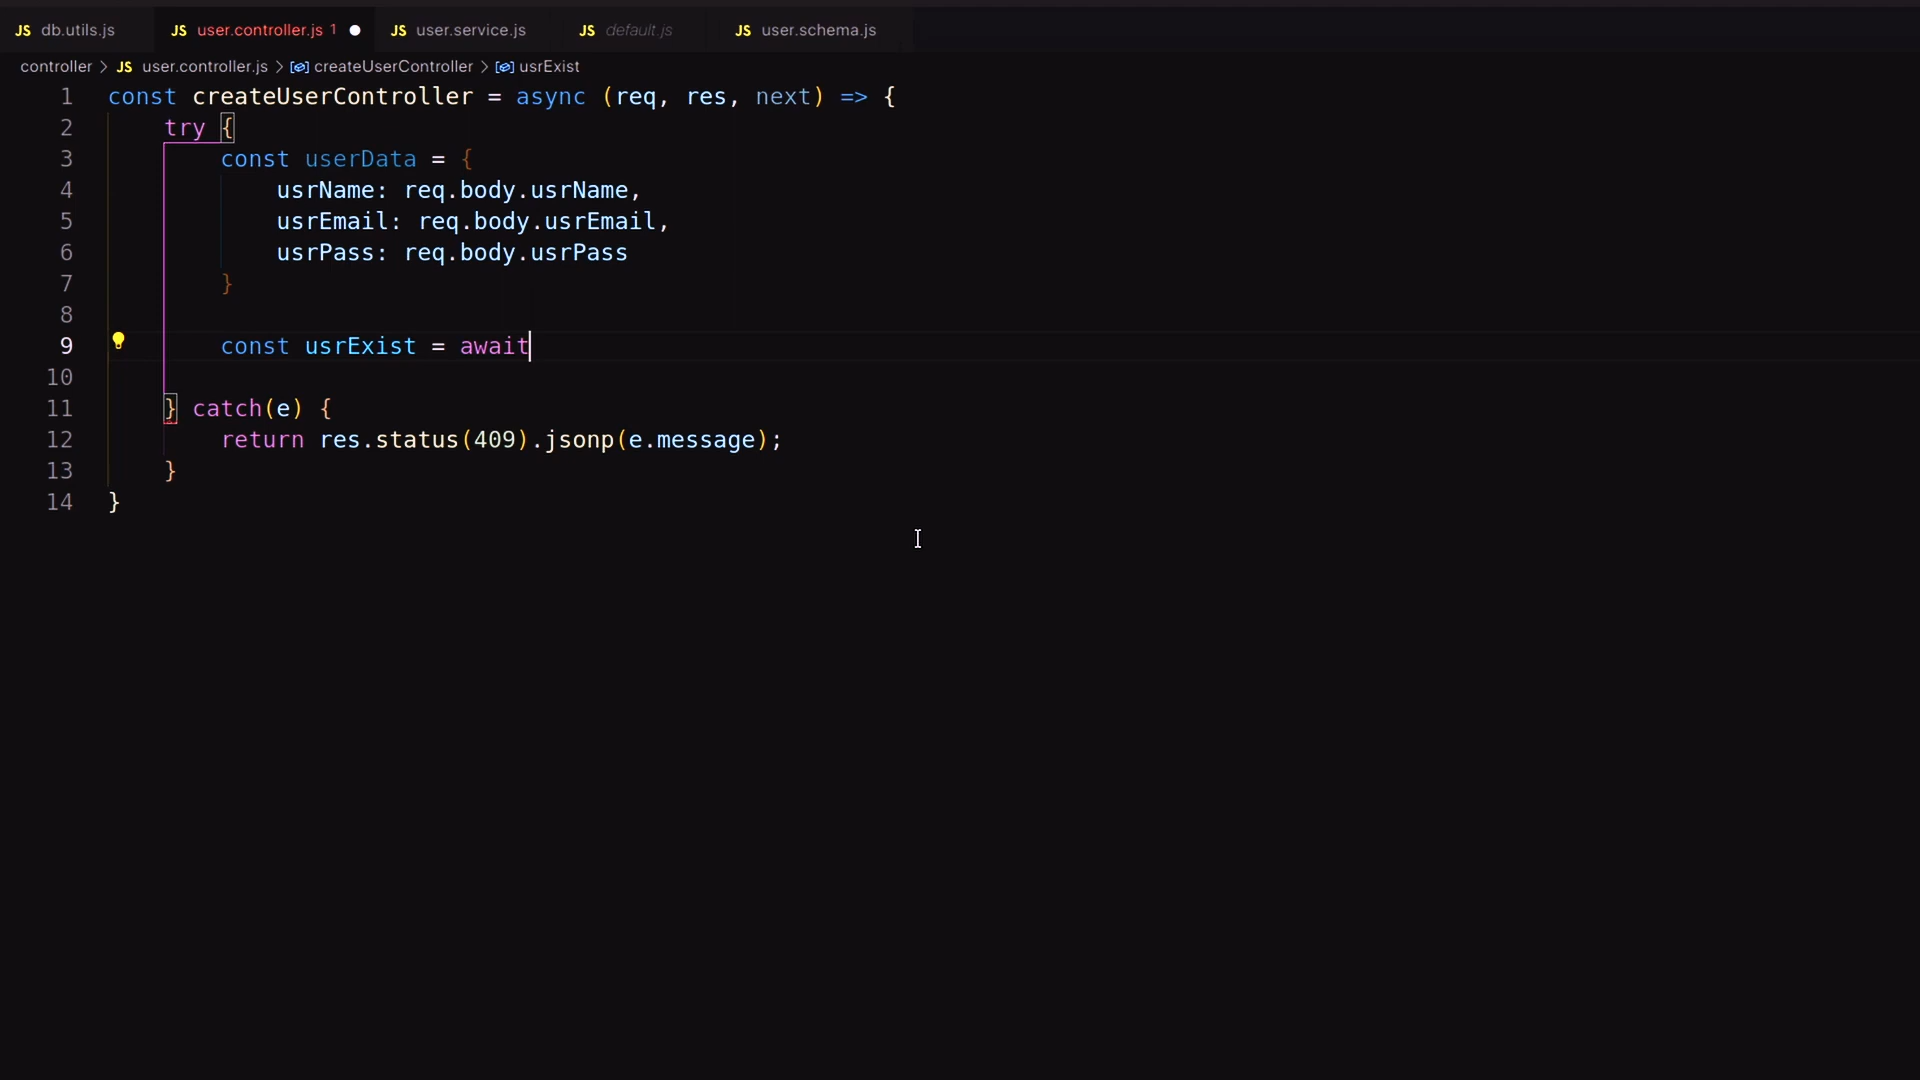 JS db.utils.js JS user.controller.js 1 JS user.service.js JS default.js JS user.schema.js
controller > JS user.controller.js > createUserController > usrExist
1 const createUserController = async (req, res, next) => {
2 try {
3 const userData = {
4 usrName: req.body.usrName,
5 usrEmail: req.body.usrEmail,
6 usrPass: req.body.usrPass
7 }
8
9 const usrExist = await
10
11 } catch(e) {
12 return res.status(409).jsonp(e.message);
13 }
14 }